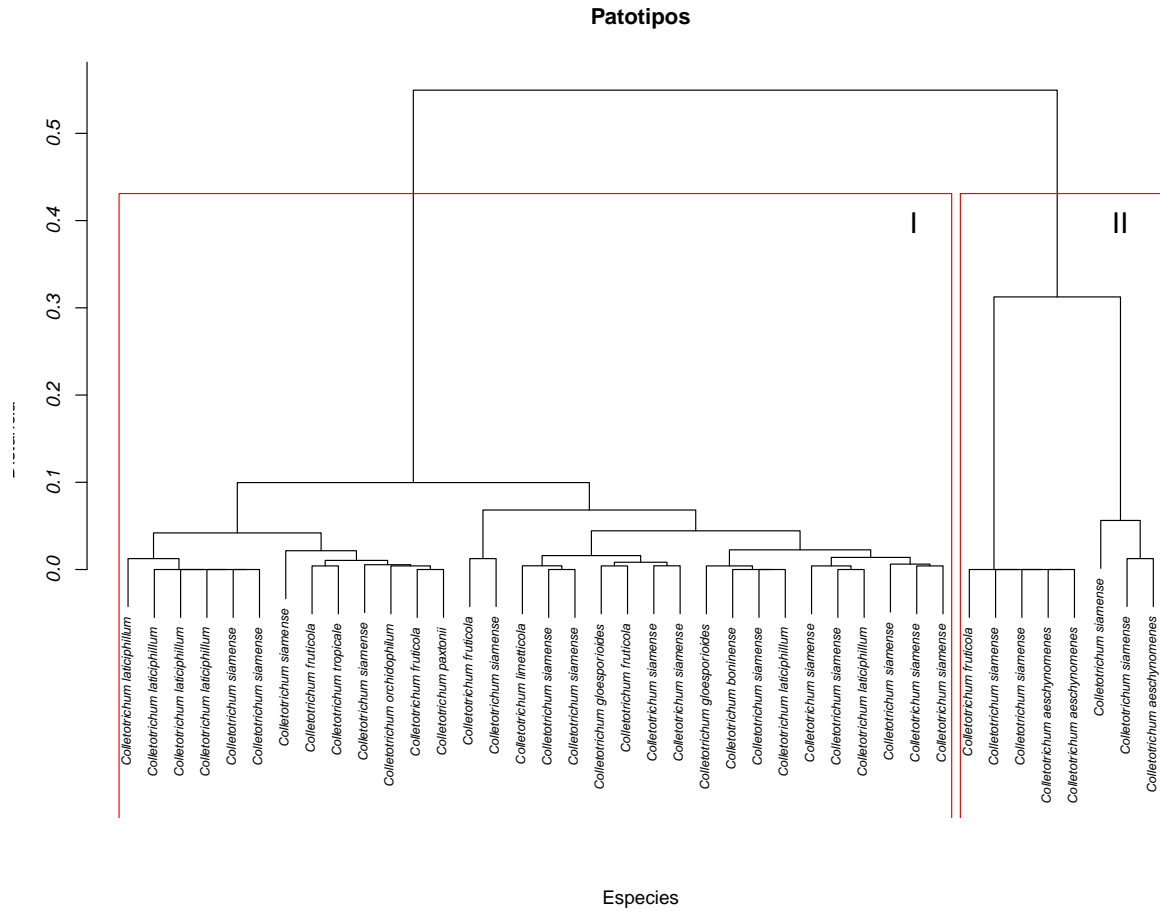 Patotipos
0.5
0.4
0.3
0.2
0.1
0.0
I
II
Colletotrichum laticiphillum
Colletotrichum laticiphillum
Colletotrichum laticiphillum
Colletotrichum laticiphillum
Colletotrichum siamense
Colletotrichum siamense
Colletotrichum siamense
Colletotrichum fruticola
Colletotrichum tropicale
Colletotrichum siamense
Colletotrichum orchidophilum
Colletotrichum fruticola
Colletotrichum paxtonii
Colletotrichum fruticola
Colletotrichum siamense
Colletotrichum limetticola
Colletotrichum siamense
Colletotrichum siamense
Colletotrichum gloesporioides
Colletotrichum fruticola
Colletotrichum siamense
Colletotrichum siamense
Colletotrichum gloesporioides
Colletotrichum boninense
Colletotrichum siamense
Colletotrichum laticiphillum
Colletotrichum siamense
Colletotrichum siamense
Colletotrichum laticiphillum
Colletotrichum siamense
Colletotrichum siamense
Colletotrichum siamense
Colletotrichum fruticola
Colletotrichum siamense
Colletotrichum siamense
Colletotrichum aeschynomenes
Colletotrichum aeschynomenes
Colletotrichum siamense
Colletotrichum siamense
Colletotrichum aeschynomenes
Especies